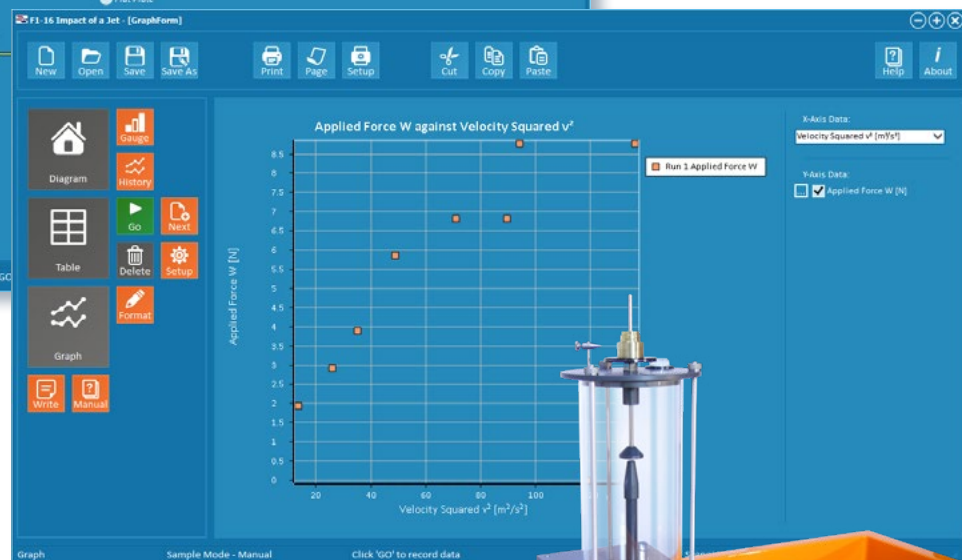 F1-16 Impact of a Jet - [GraphForm]
New Open Save Save As Print Page Setup Cut Copy Paste Help About
Diagram
Gauge
History
Table
Go
Next
Delete
Setup
Graph
Format
Write
Manual
Applied Force W against Velocity Squared v²
Run 1 Applied Force W
8.5
8
7.5
7
6.5
6
5.5
5
4.5
4
3.5
3
2.5
2
1.5
1
0.5
0
Applied Force W [N]
20 40 60 80 100
Velocity Squared v² [m²/s²]
X-Axis Data:
Velocity Squared v² [m²/s²]
Y-Axis Data:
... Applied Force W [N]
Graph Sample Mode - Manual Click 'GO' to record data